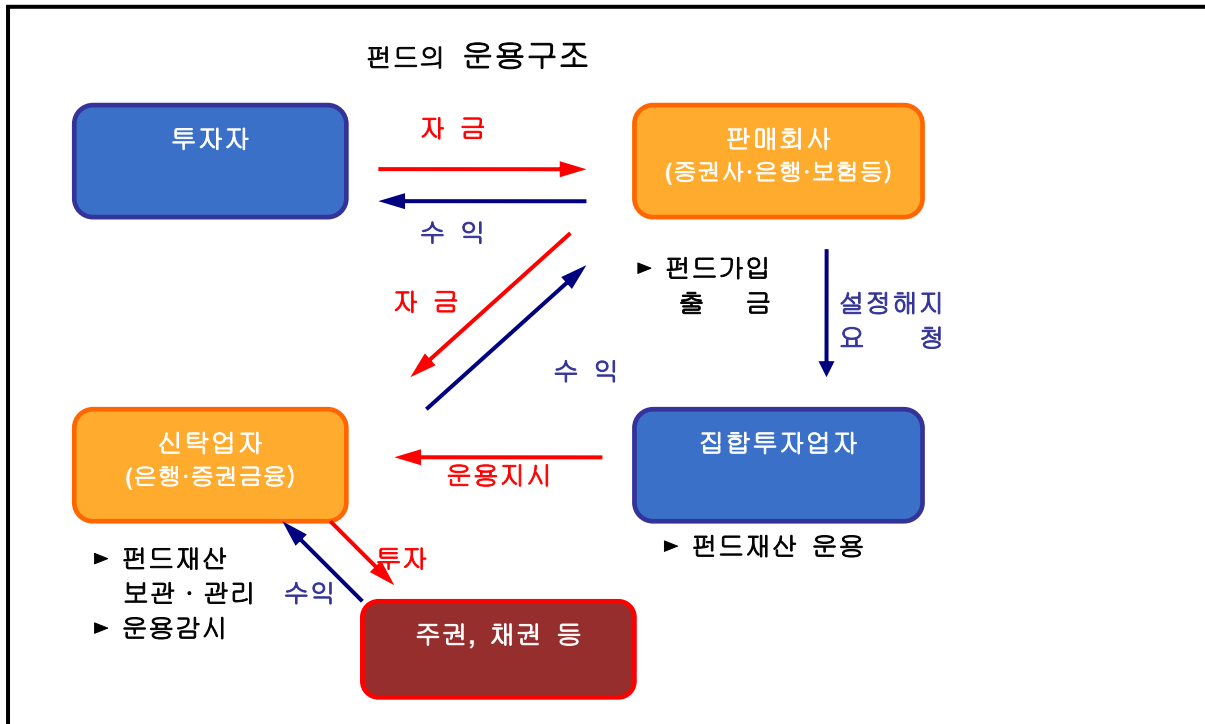 펀드의 운용구조
투자자
자 금
판매회사
(증권사·은행·보험등)
수 익
► 펀드가입
출 금
설정해지
요 청
자 금
수 익
신탁업자
(은행·증권금융)
운용지시
집합투자업자
► 펀드재산
보관 · 관리
► 운용감시
투자
수익
► 펀드재산 운용
주권, 채권 등